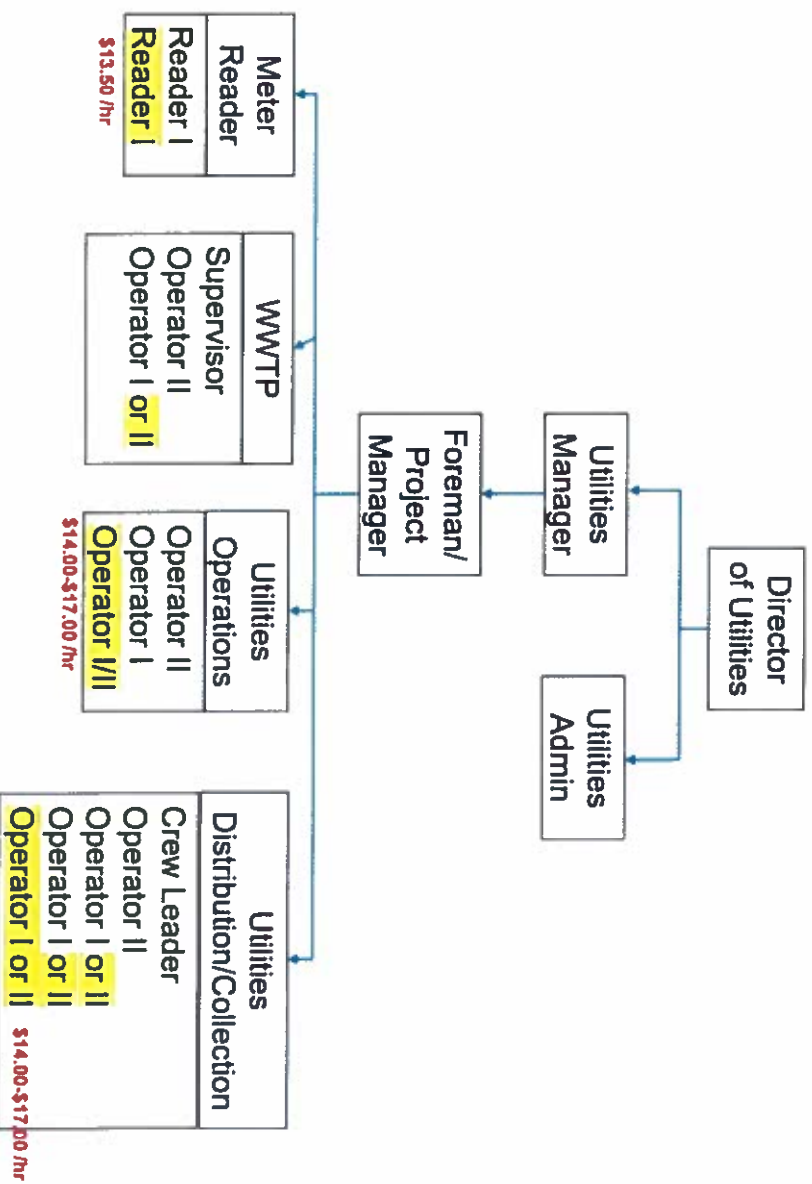 Director
of Utilities
Utilities
Manager
Utilities
Admin
Foreman/
Project
Manager
Meter
Reader
Reader I
Reader I
$13.50 /hr
WWTP
Supervisor
Operator II
Operator I or II
Utilities
Operations
Operator II
Operator I
Operator I/II
$14.00-$17.00 /hr
Utilities
Distribution/Collection
Crew Leader
Operator II
Operator I or II
Operator I or II
Operator I or II $14.00-$17.00 /hr